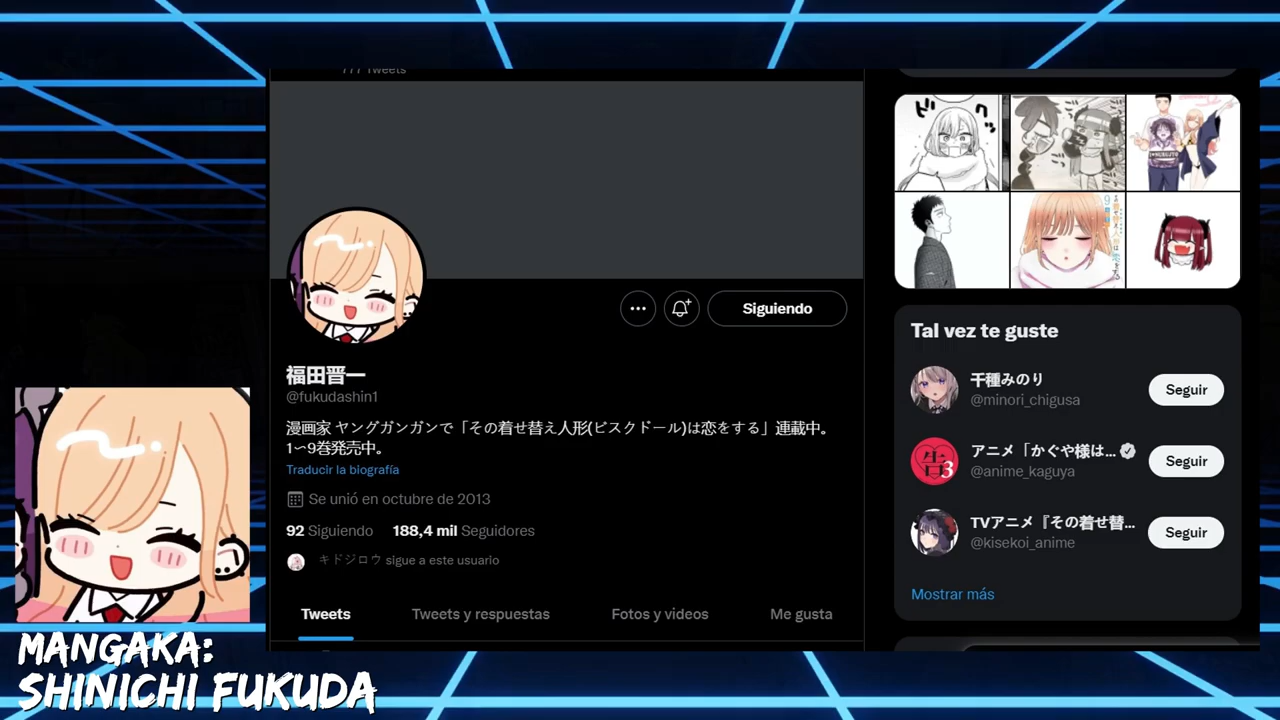 777 Tweets
Siguiendo
福田晋一
@fukudashin1
漫画家 ヤングガンガンで「その着せ替え人形(ビスクドール)は恋をする」連載中。
1〜9巻発売中。
Traducir la biografía
Se unió en octubre de 2013
92 Siguiendo 188,4 mil Seguidores
キドジロウ sigue a este usuario
Tweets Tweets y respuestas Fotos y videos Me gusta
Tal vez te guste
千種みのり
@minori_chigusa
Seguir
アニメ「かぐや様は...
@anime_kaguya
Seguir
TVアニメ『その着せ替...
@kisekoi_anime
Seguir
Mostrar más
MANGAKA:
SHINICHI FUKUDA